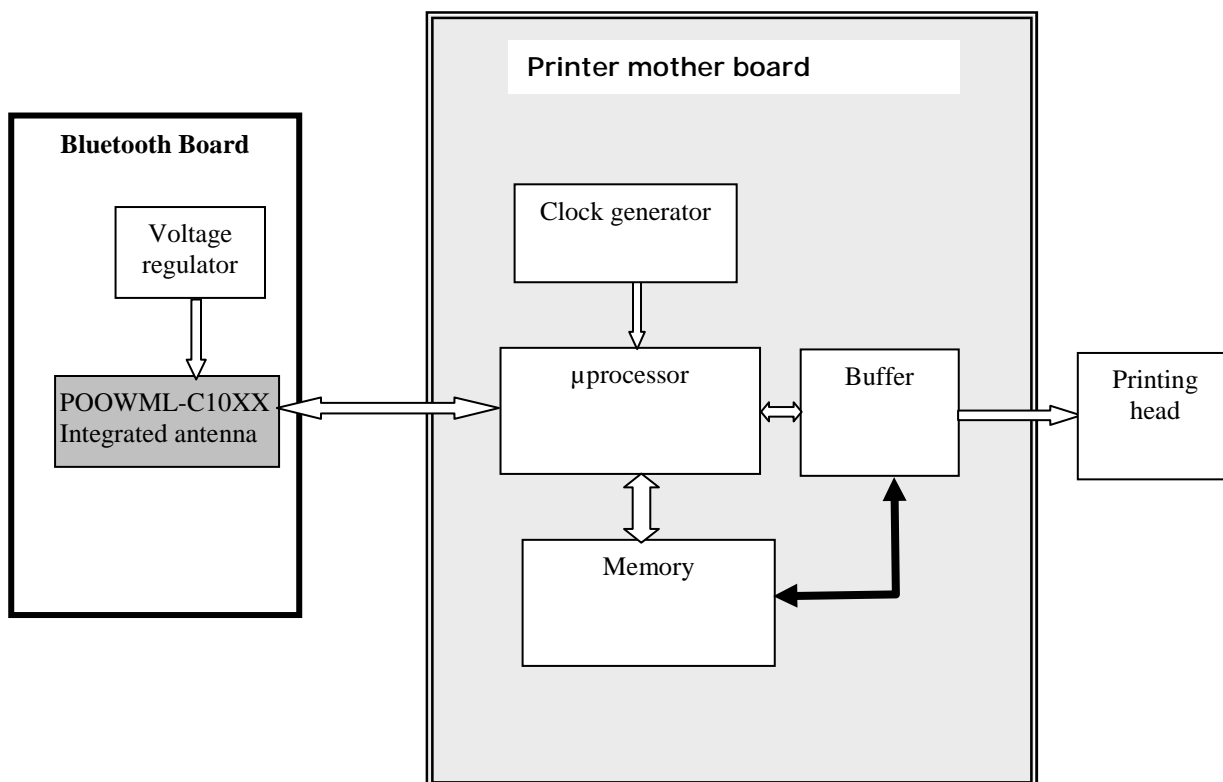 Printer mother board
Bluetooth Board
Voltage
regulator
Clock generator
POOWML-C10XX
Integrated antenna
µprocessor
Buffer
Printing
head
Memory